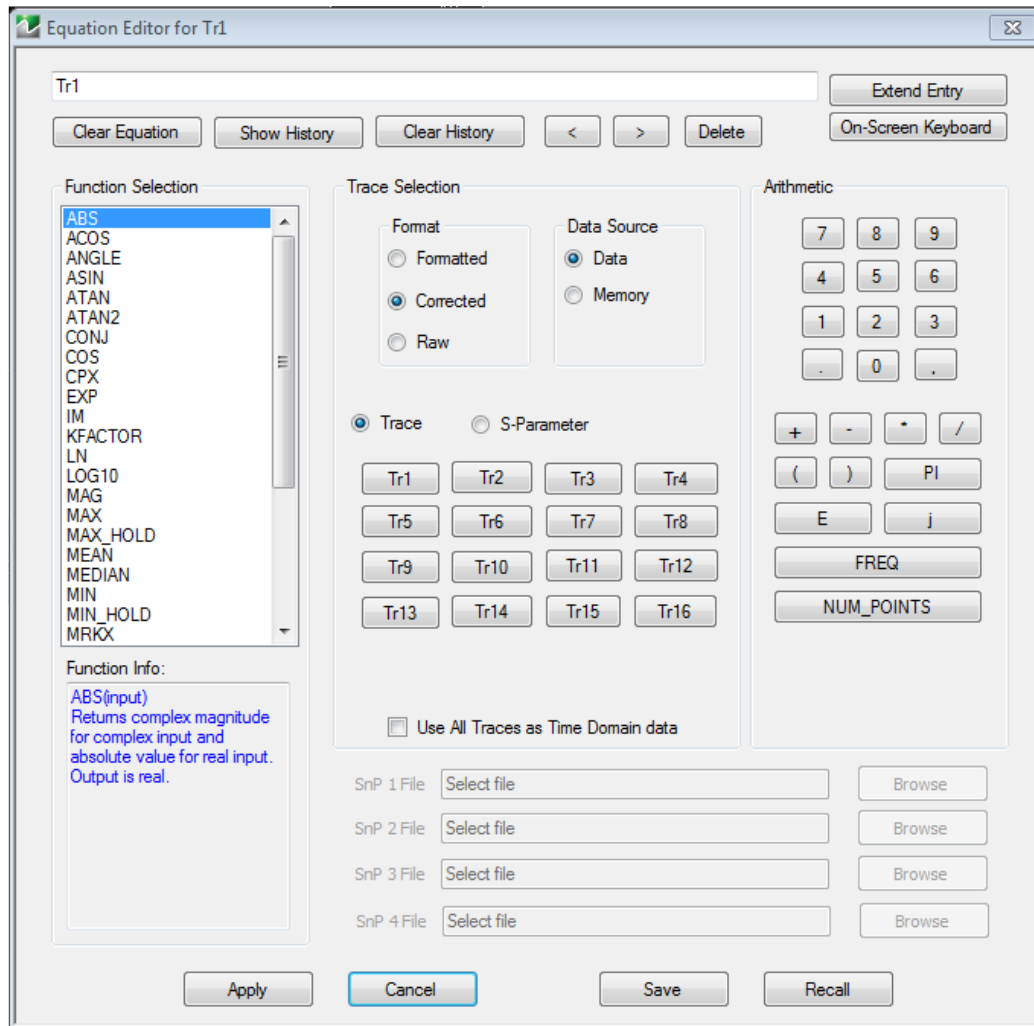 Equation Editor for Tr1
Tr1
Extend Entry
Clear Equation
Show History
Clear History
<
>
Delete
On-Screen Keyboard
Function Selection
ABS
ACOS
ANGLE
ASIN
ATAN
ATAN2
CONJ
COS
CPX
EXP
IM
KFACTOR
LN
LOG10
MAG
MAX
MAX_HOLD
MEAN
MEDIAN
MIN
MIN_HOLD
MRKX
Function Info:
ABS(input)
Returns complex magnitude
for complex input and
absolute value for real input.
Output is real.
Trace Selection
Format
Formatted
Corrected
Raw
Data Source
Data
Memory
Trace
S-Parameter
Tr1 Tr2 Tr3 Tr4
Tr5 Tr6 Tr7 Tr8
Tr9 Tr10 Tr11 Tr12
Tr13 Tr14 Tr15 Tr16
Use All Traces as Time Domain data
Arithmetic
7 8 9
4 5 6
1 2 3
. 0 ,
+ - * /
( ) PI
E j
FREQ
NUM_POINTS
SnP 1 File Select file Browse
SnP 2 File Select file Browse
SnP 3 File Select file Browse
SnP 4 File Select file Browse
Apply
Cancel
Save
Recall